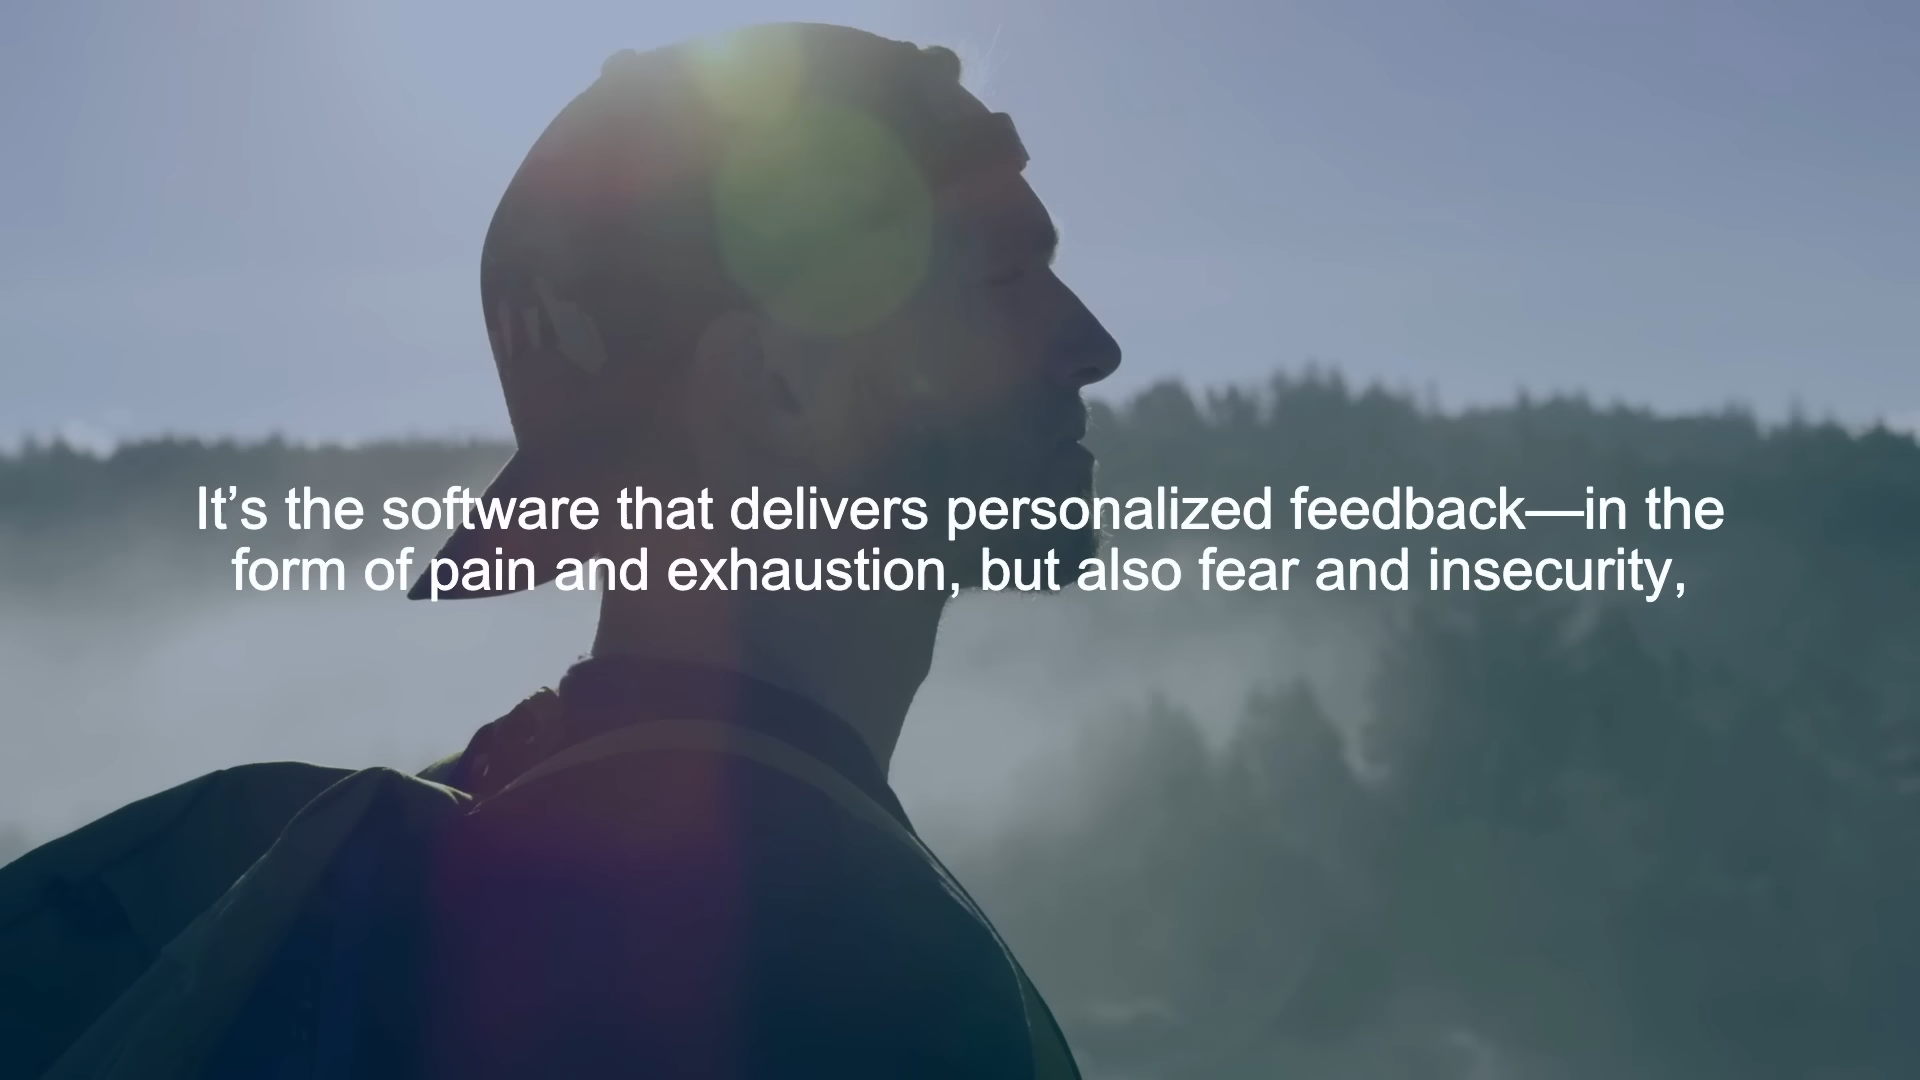 It’s the software that delivers personalized feedback—in the
form of pain and exhaustion, but also fear and insecurity,